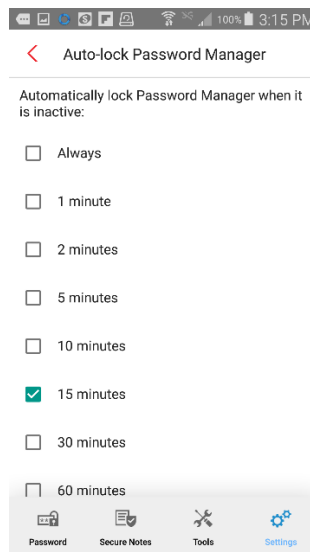 100% 3:15 PM
Auto-lock Password Manager
Automatically lock Password Manager when it
is inactive:
Always
1 minute
2 minutes
5 minutes
10 minutes
15 minutes
30 minutes
60 minutes
Password Secure Notes Tools Settings